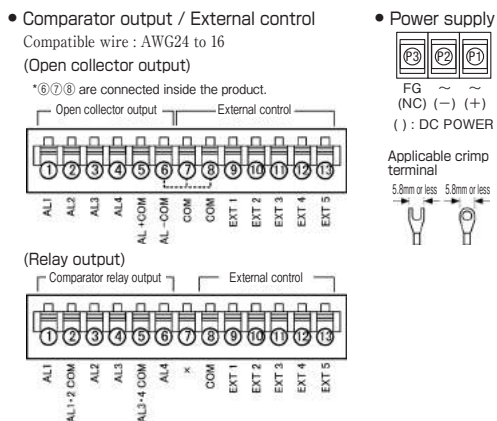 ● Comparator output / External control
Compatible wire : AWG24 to 16
(Open collector output)
*⑥⑦⑧ are connected inside the product.
Open collector output External control
① ② ③ ④ ⑤ ⑥ ⑦ ⑧ ⑨ ⑩ ⑪ ⑫ ⑬
AL1 AL2 AL3 AL4 AL +COM AL −COM COM COM EXT 1 EXT 2 EXT 3 EXT 4 EXT 5
(Relay output)
Comparator relay output External control
① ② ③ ④ ⑤ ⑥ ⑦ ⑧ ⑨ ⑩ ⑪ ⑫ ⑬
AL1 AL1・2 COM AL2 AL3 AL3・4 COM AL4 × COM EXT 1 EXT 2 EXT 3 EXT 4 EXT 5
● Power supply
P3 P2 P1
FG ~ ~
(NC) (−) (+)
( ) : DC POWER
Applicable crimp
terminal
5.8mm or less 5.8mm or less